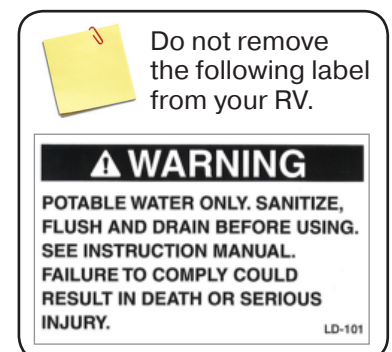 Do not remove
the following label
from your RV.
⚠ WARNING
POTABLE WATER ONLY. SANITIZE,
FLUSH AND DRAIN BEFORE USING.
SEE INSTRUCTION MANUAL.
FAILURE TO COMPLY COULD
RESULT IN DEATH OR SERIOUS
INJURY.
LD-101